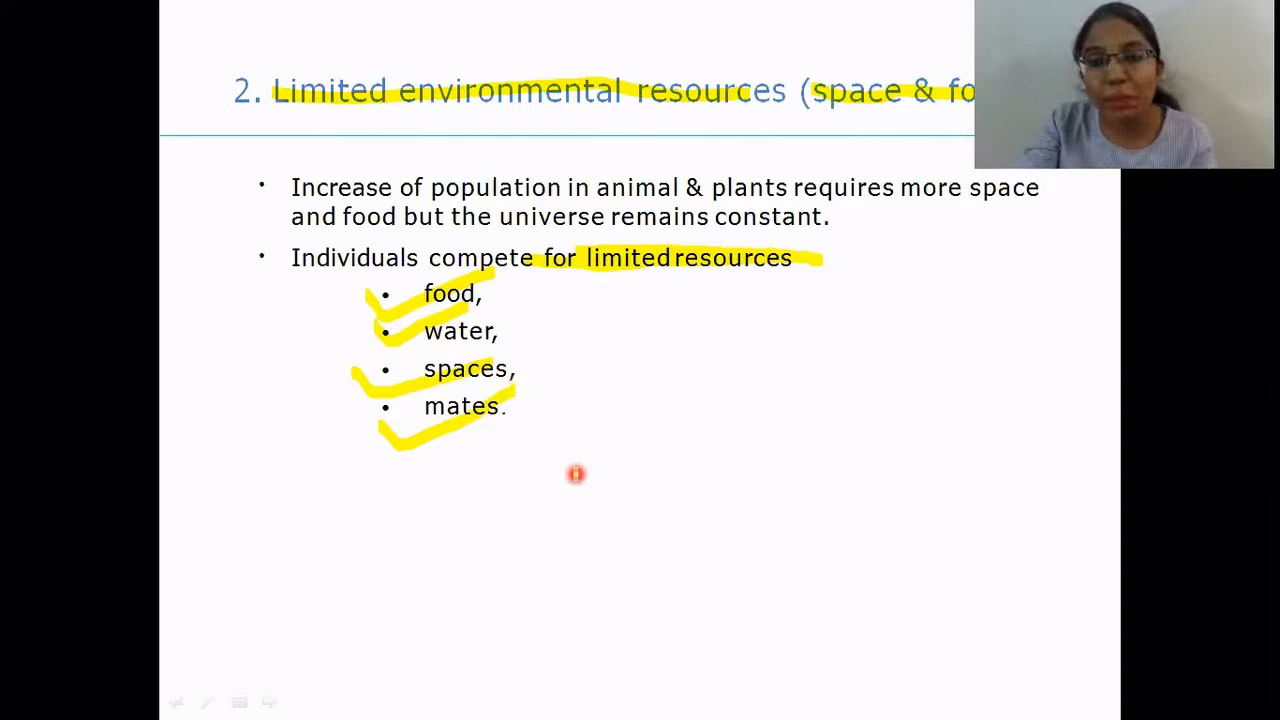 2. Limited environmental resources (space & fo
• Increase of population in animal & plants requires more space
and food but the universe remains constant.
• Individuals compete for limited resources
• food,
• water,
• spaces,
• mates.